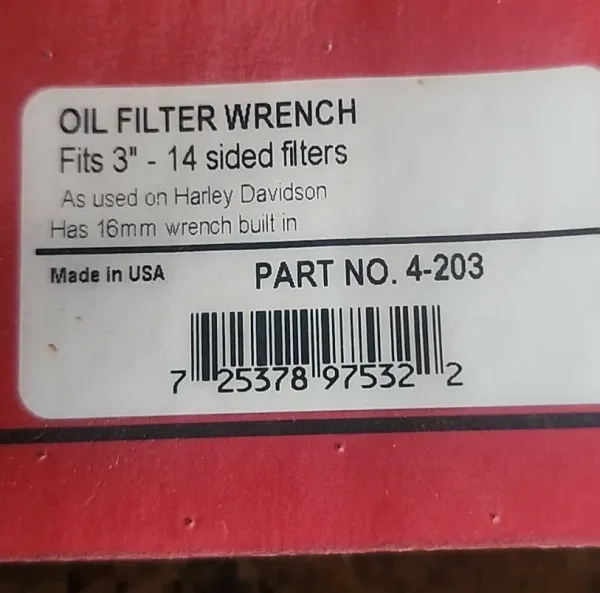 OIL FILTER WRENCH
Fits 3" - 14 sided filters
As used on Harley Davidson
Has 16mm wrench built in
Made in USA PART NO. 4-203
7 25378 97532 2